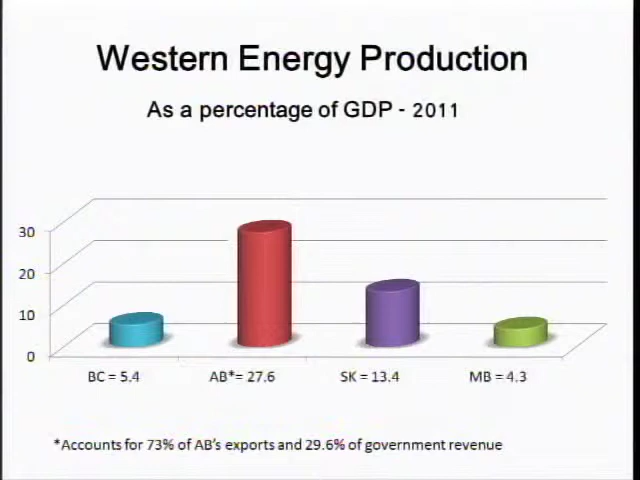 Western Energy Production
As a percentage of GDP - 2011
30
20
10
0
BC = 5.4 AB*= 27.6 SK = 13.4 MB = 4.3
*Accounts for 73% of AB's exports and 29.6% of government revenue